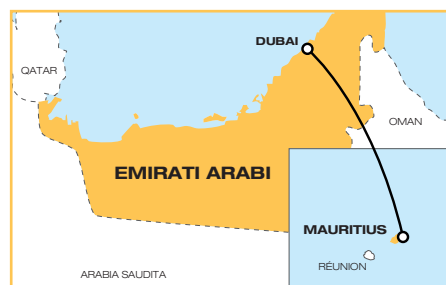 DUBAI
QATAR
OMAN
EMIRATI ARABI
MAURITIUS
RÉUNION
ARABIA SAUDITA